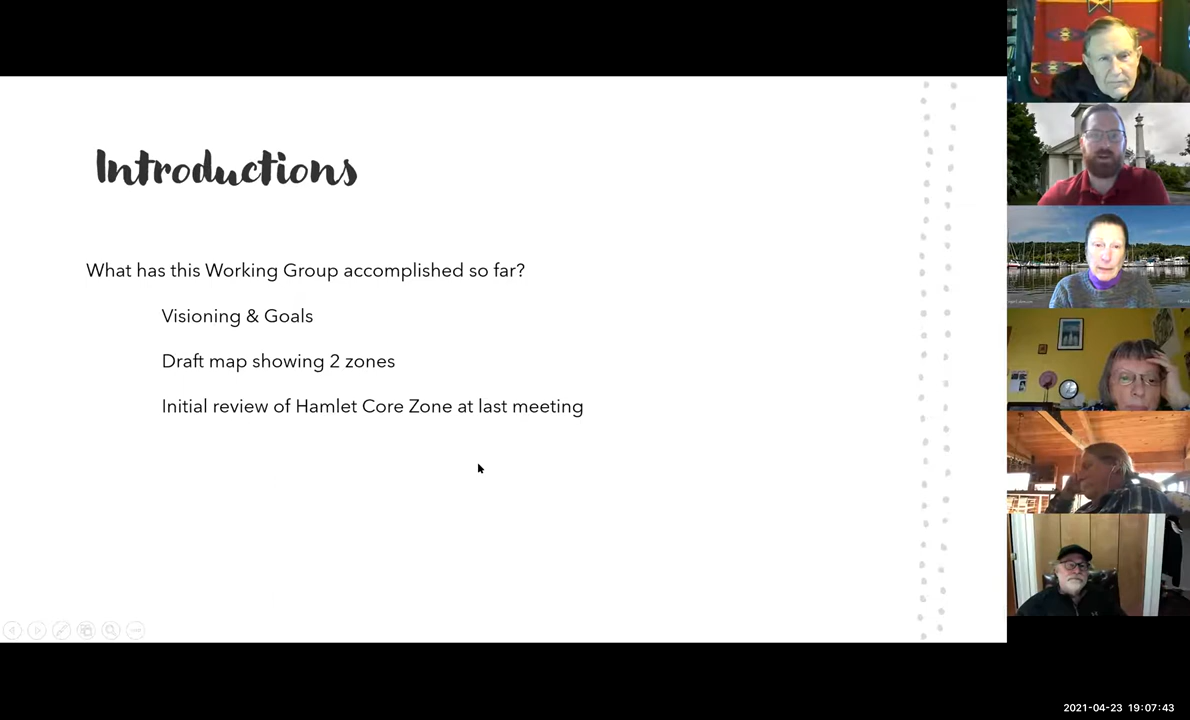 Introductions
What has this Working Group accomplished so far?
Visioning & Goals
Draft map showing 2 zones
Initial review of Hamlet Core Zone at last meeting
2021-04-23 19:07:43